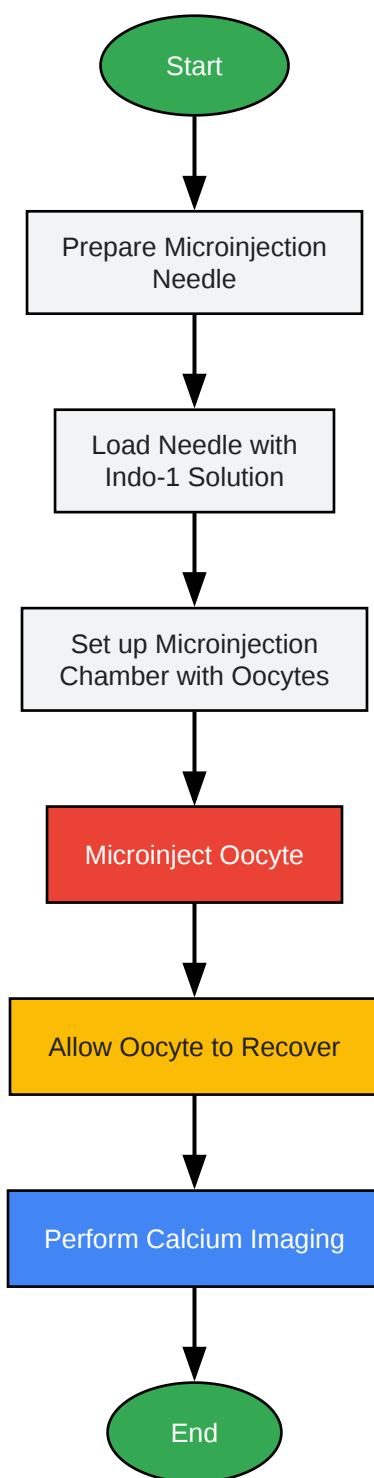 Start
Prepare Microinjection
Needle
Load Needle with
Indo-1 Solution
Set up Microinjection
Chamber with Oocytes
Microinject Oocyte
Allow Oocyte to Recover
Perform Calcium Imaging
End